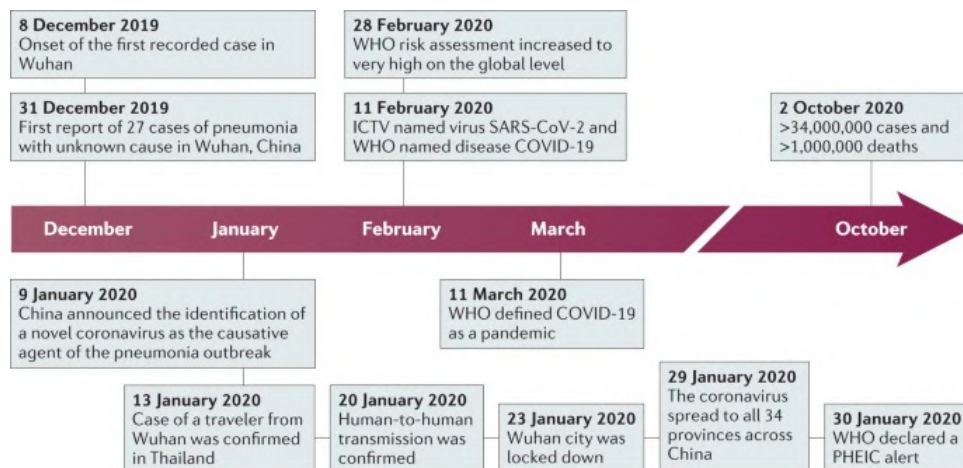 8 December 2019
Onset of the first recorded case in
Wuhan
31 December 2019
First report of 27 cases of pneumonia
with unknown cause in Wuhan, China
28 February 2020
WHO risk assessment increased to
very high on the global level
11 February 2020
ICTV named virus SARS-CoV-2 and
WHO named disease COVID-19
2 October 2020
>34,000,000 cases and
>1,000,000 deaths
December
January
February
March
October
9 January 2020
China announced the identification of
a novel coronavirus as the causative
agent of the pneumonia outbreak
11 March 2020
WHO defined COVID-19
as a pandemic
13 January 2020
Case of a traveler from
Wuhan was confirmed
in Thailand
20 January 2020
Human-to-human
transmission was
confirmed
23 January 2020
Wuhan city was
locked down
29 January 2020
The coronavirus
spread to all 34
provinces across
China
30 January 2020
WHO declared a
PHEIC alert